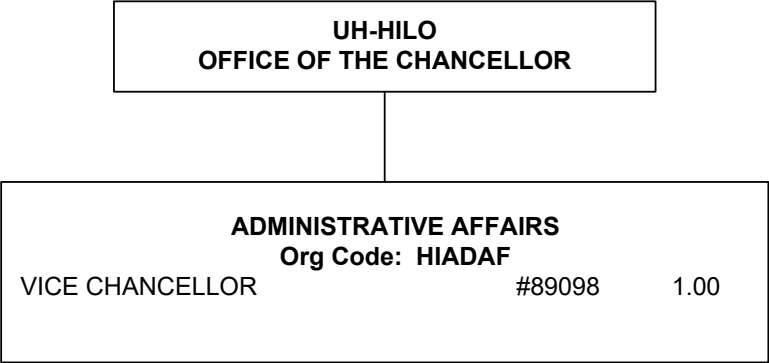 UH-HILO
OFFICE OF THE CHANCELLOR
ADMINISTRATIVE AFFAIRS
Org Code: HIADAF
VICE CHANCELLOR #89098 1.00